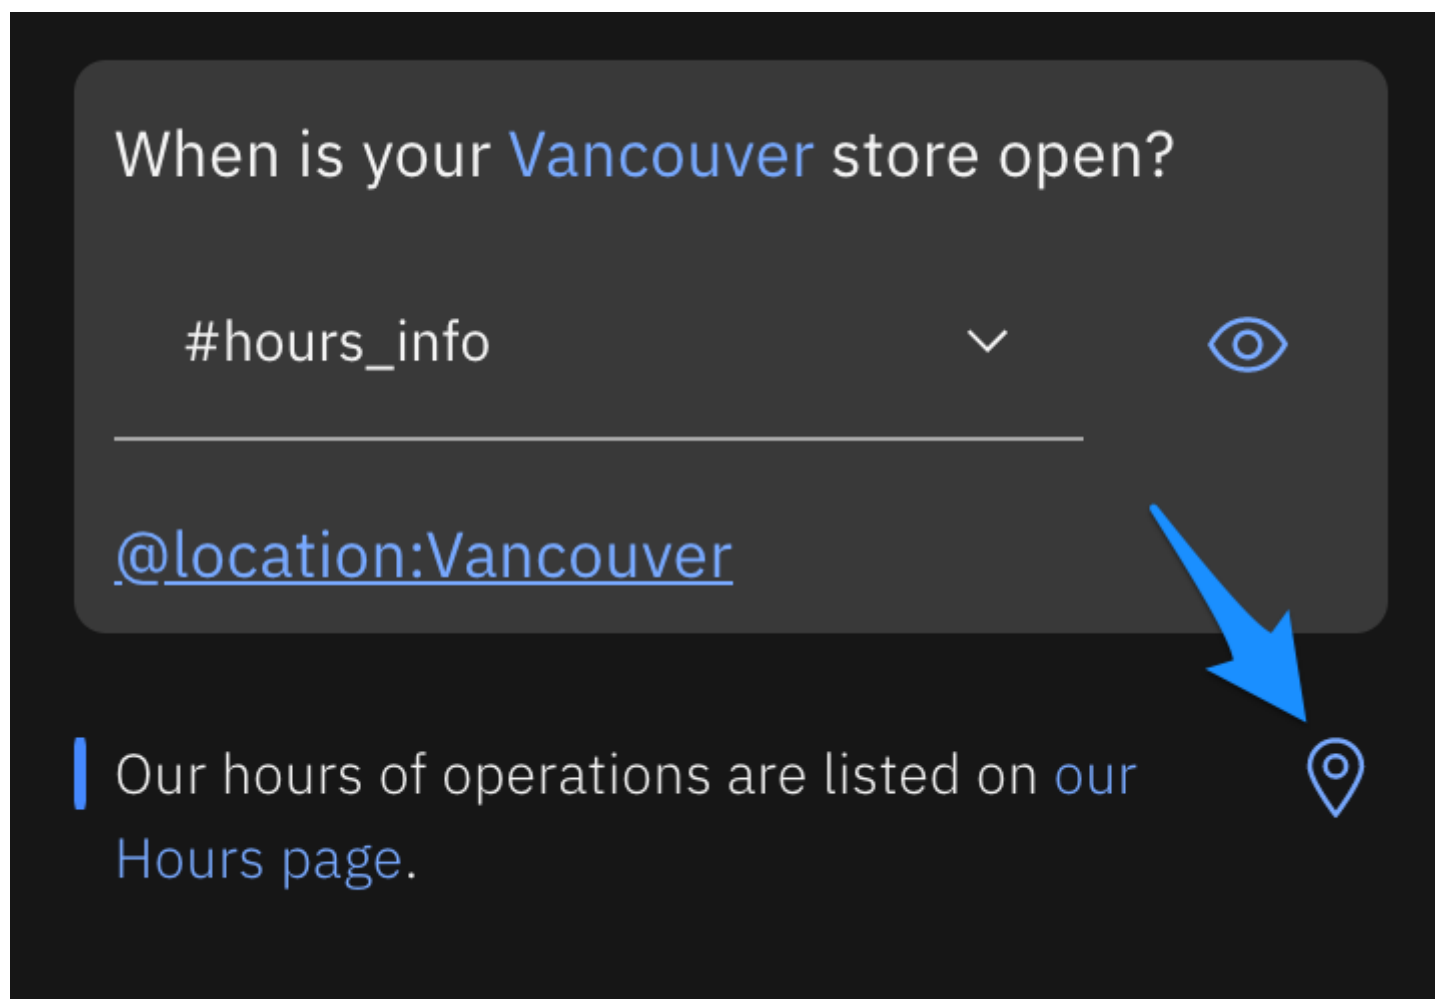 When is your Vancouver store open?
#hours_info
@location:Vancouver
Our hours of operations are listed on our
Hours page.